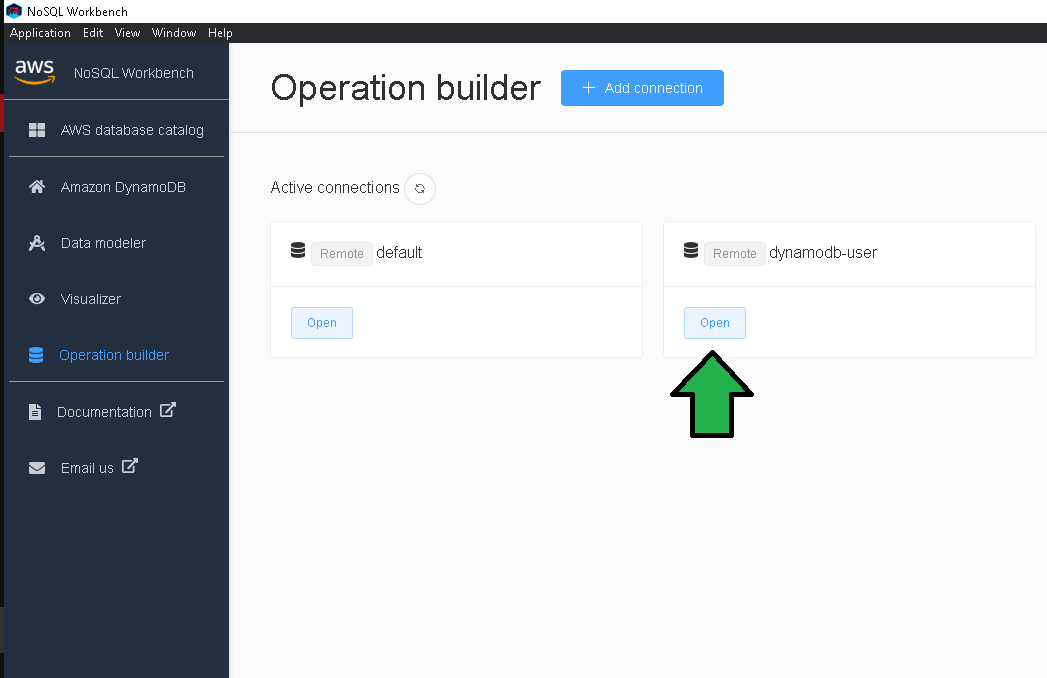 NoSQL Workbench
Application Edit View Window Help
aws NoSQL Workbench
AWS database catalog
Amazon DynamoDB
Data modeler
Visualizer
Operation builder
Documentation
Email us
Operation builder + Add connection
Active connections
Remote default
Open
Remote dynamodb-user
Open